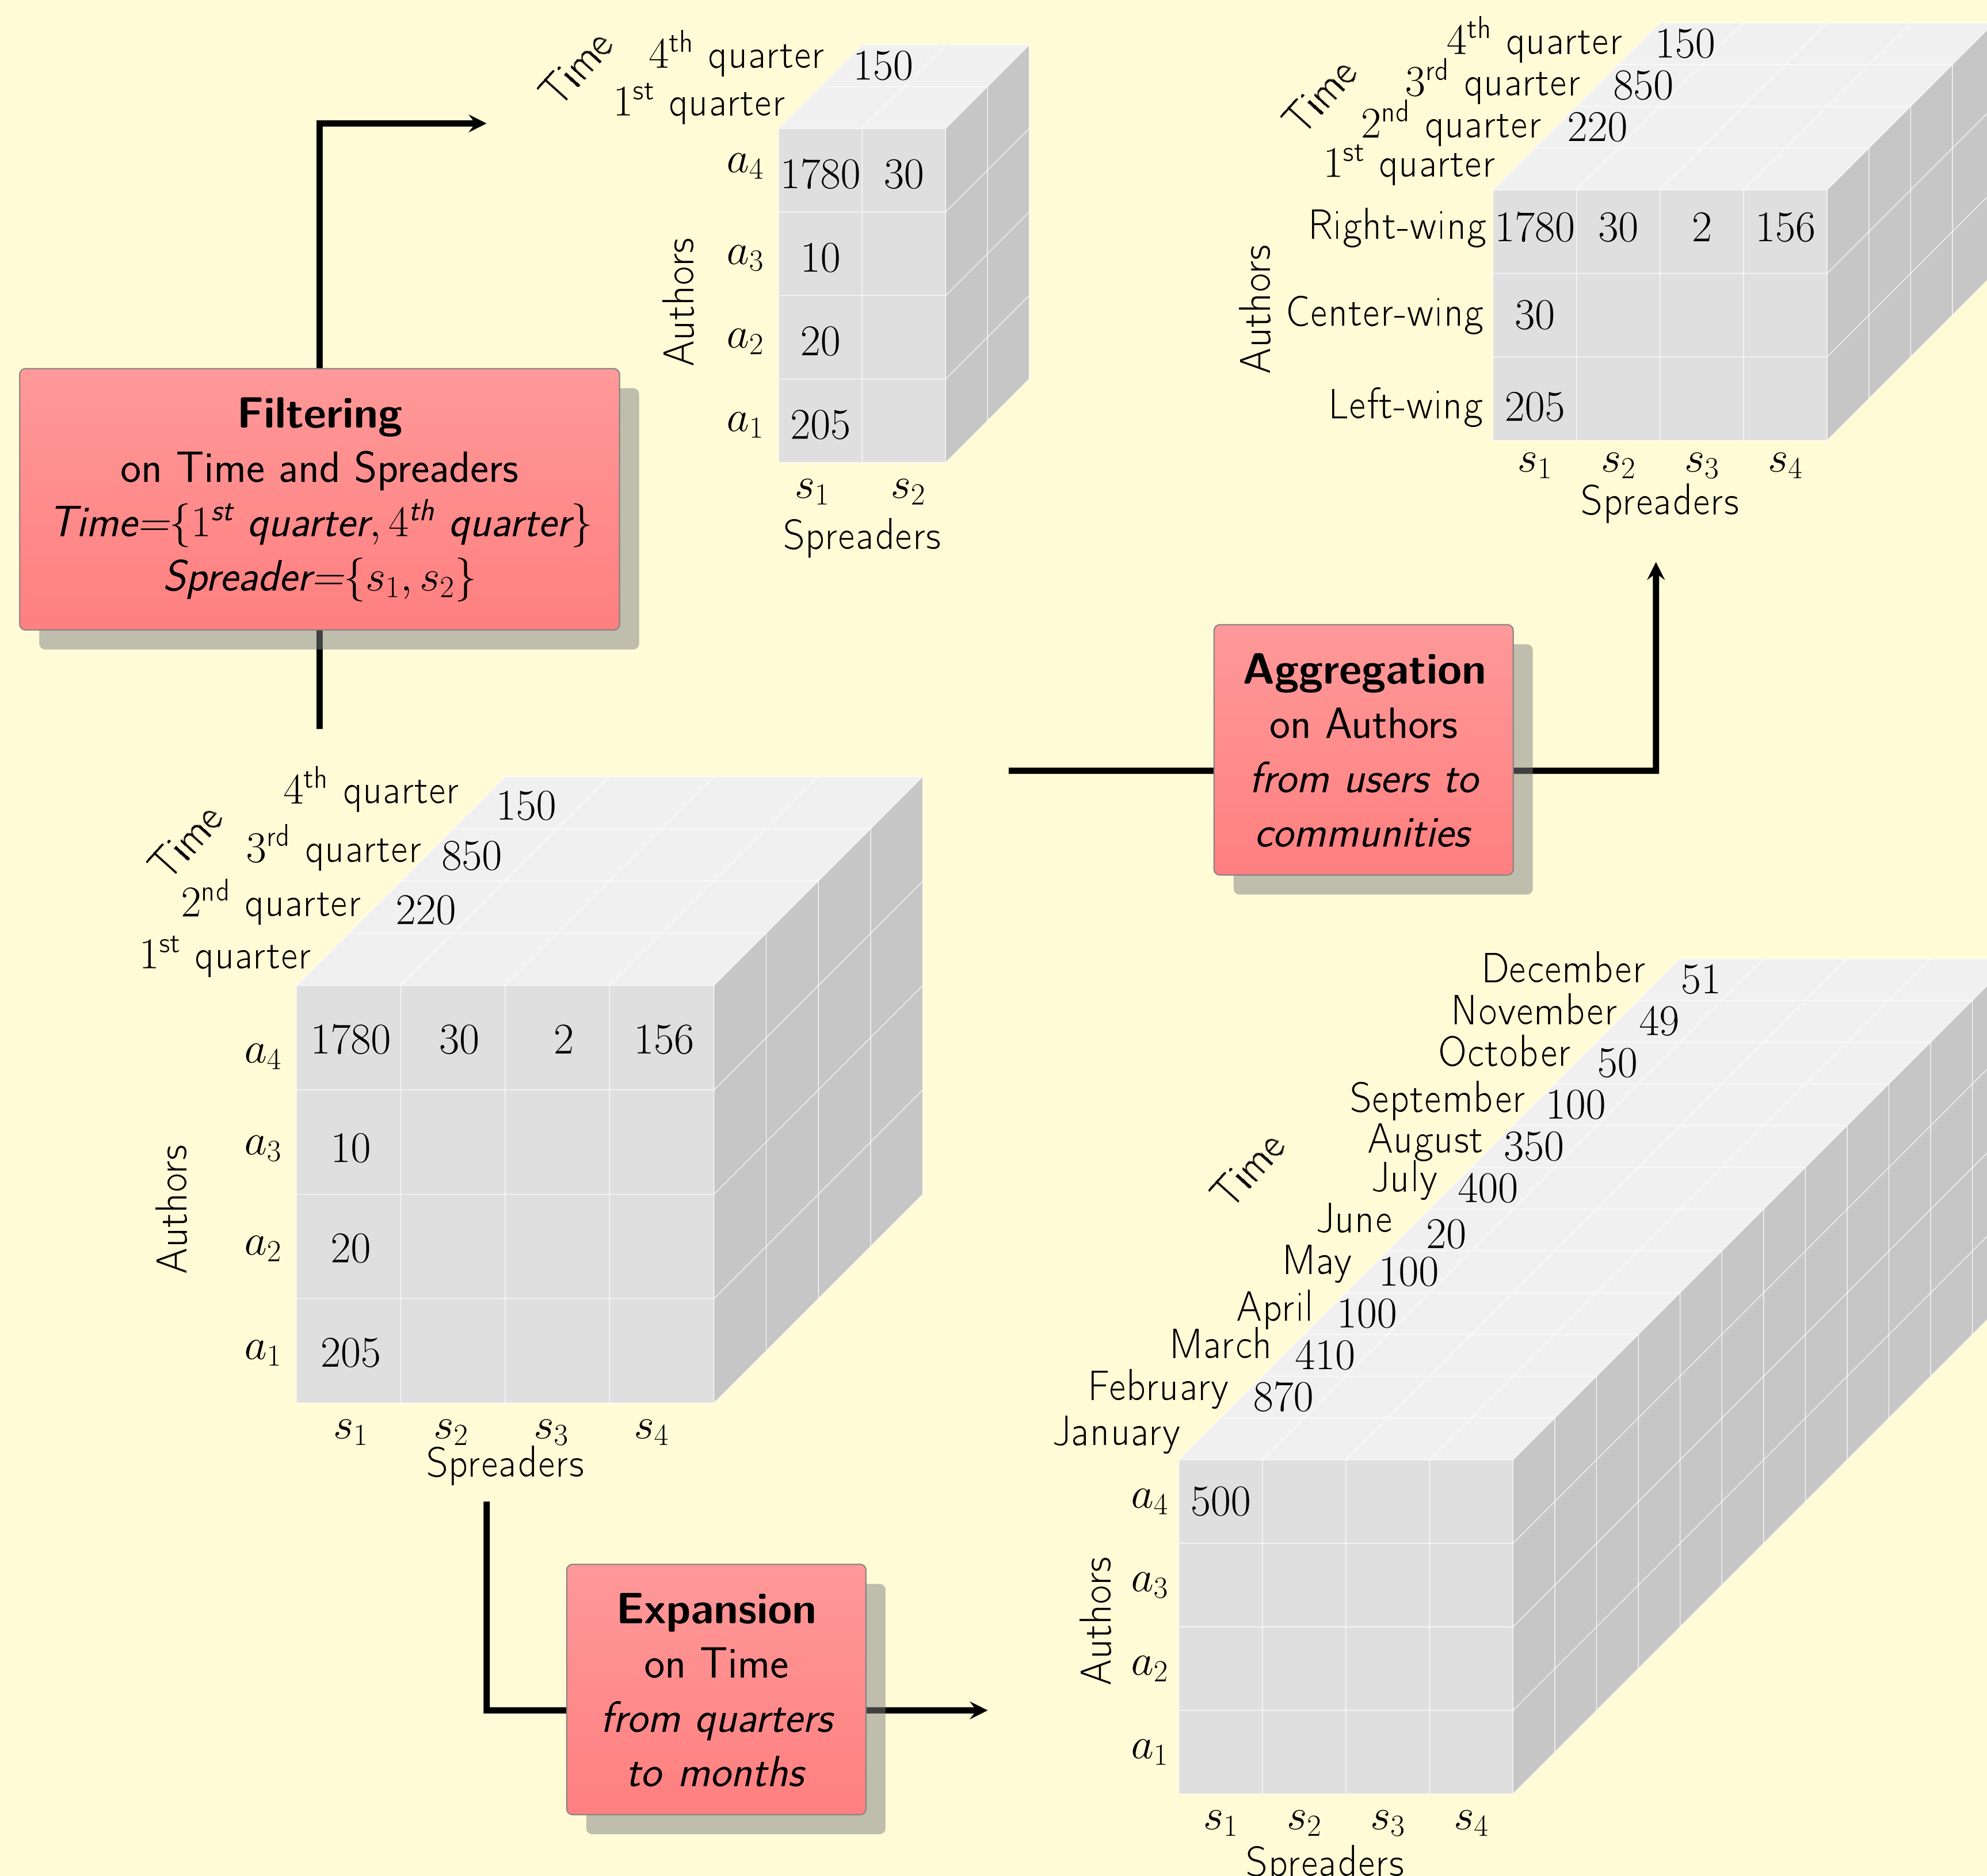 Time
4th quarter 150
1st quarter
a4 1780 30
a3 10
a2 20
a1 205
Authors
s1 s2
Spreaders
Time
4th quarter 150
3rd quarter 850
2nd quarter 220
1st quarter
Right-wing 1780 30 2 156
Center-wing 30
Left-wing 205
Authors
s1 s2 s3 s4
Spreaders
Filtering
on Time and Spreaders
Time={1st quarter, 4th quarter}
Spreader={s1, s2}
Aggregation
on Authors
from users to
communities
Time
4th quarter 150
3rd quarter 850
2nd quarter 220
1st quarter
a4 1780 30 2 156
a3 10
a2 20
a1 205
Authors
s1 s2 s3 s4
Spreaders
Expansion
on Time
from quarters
to months
Time
December 51
November 49
October 50
September 100
August 350
July 400
June 20
May 100
April 100
March 410
February 870
January
a4 500
a3
a2
a1
Authors
s1 s2 s3 s4
Spreaders